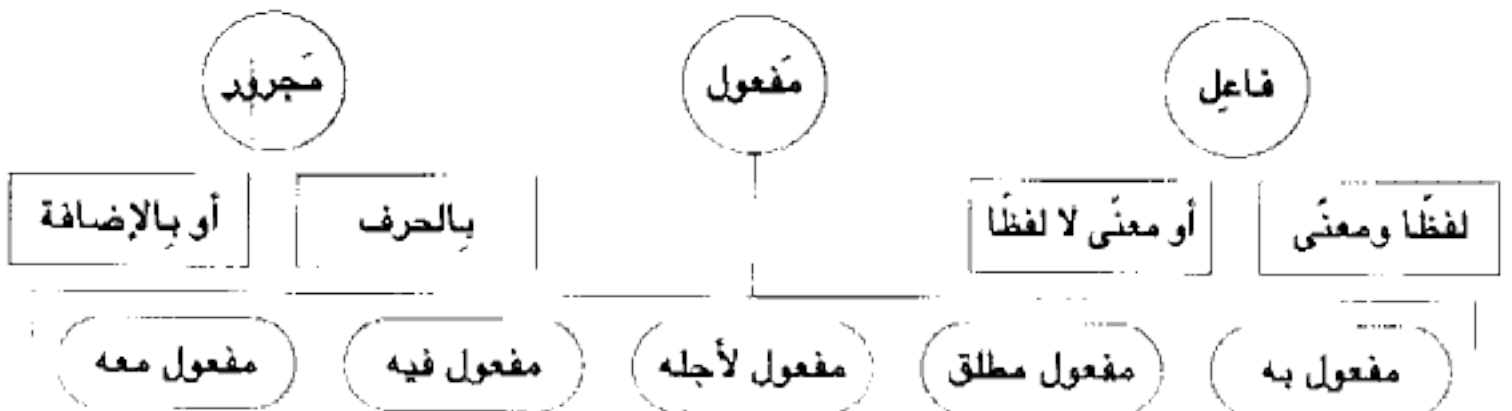 فاعلِ مَفعول مَجرور
لفظًا ومعنًى أو معنًى لا لفظًا بِالحرف أو بِالإضافة
مفعول به مفعول مطلق مفعول لأجله مفعول فيه مفعول معه